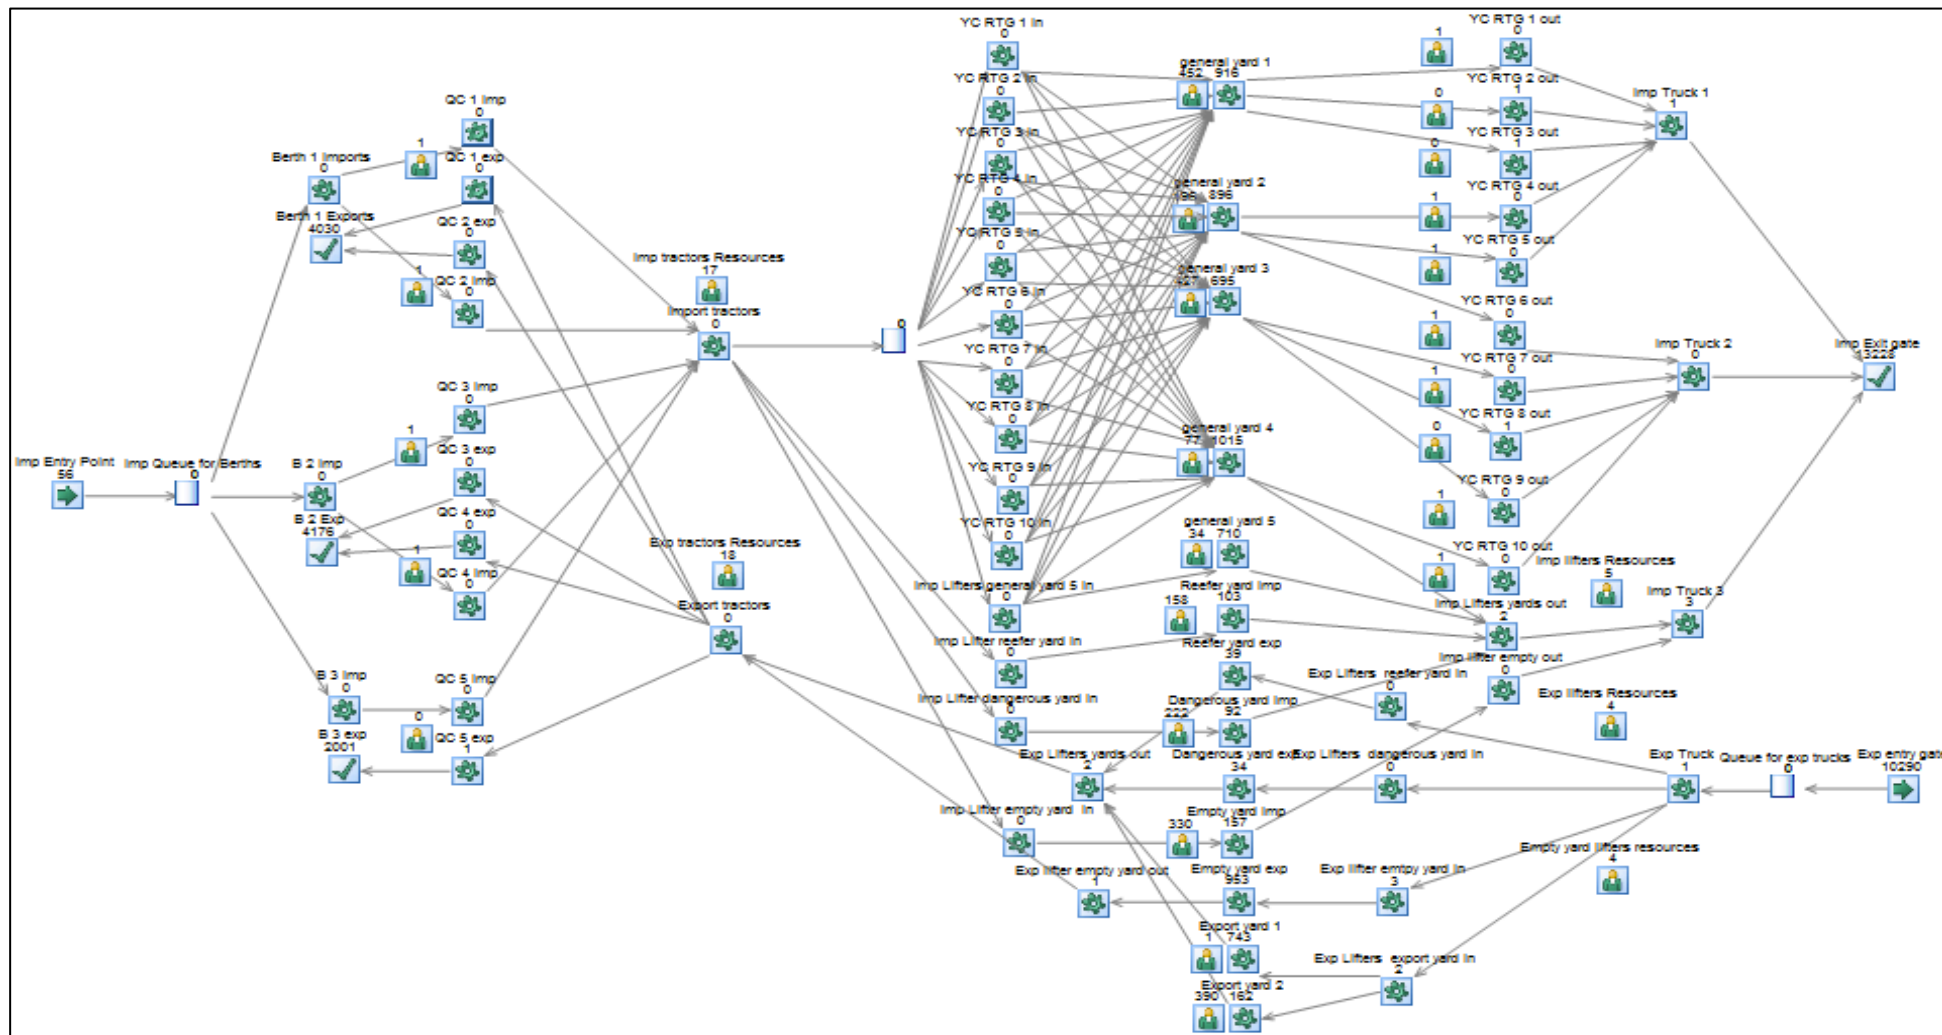 YC RTG 1 in
0
YC RTG 2 in
0
YC RTG 3 in
0
YC RTG 4 in
0
YC RTG 5 in
0
YC RTG 6 in
0
YC RTG 7 in
0
YC RTG 8 in
0
YC RTG 9 in
0
YC RTG 10 in
0
Imp Lifters general yard 5 in
0
Imp Lifter reefer yard in
0
Imp Lifter dangerous yard in
0
Imp Lifter empty yard in
0
Imp Entry Point
56
Imp Queue for Berths
0
Berth 1 Imports
0
Berth 1 Exports
4030
B 2 Imp
0
B 2 Exp
4176
B 3 Imp
0
B 3 exp
2001
QC 1 Imp
0
1
QC 1 exp
0
QC 2 exp
0
1
QC 2 Imp
0
QC 3 Imp
0
1
QC 3 exp
0
QC 4 exp
0
1
QC 4 Imp
0
QC 5 Imp
0
0
QC 5 exp
1
Imp tractors Resources
17
Import tractors
0
0
Exp tractors Resources
18
Export tractors
0
general yard 1
452 916
general yard 2
896
general yard 3
427 695
general yard 4
77 1015
general yard 5
34 710
Reefer yard Imp
158 103
Reefer yard exp
39
Dangerous yard Imp
222 92
Dangerous yard exp
34
Empty yard Imp
330 157
Empty yard exp
953
Export yard 1
1 743
Export yard 2
390 162
Exp Lifters yards out
2
Exp lifter empty yard out
1
YC RTG 1 out
1 0
YC RTG 2 out
0 1
YC RTG 3 out
0 1
YC RTG 4 out
1 0
YC RTG 5 out
1 0
YC RTG 6 out
1 0
YC RTG 7 out
1 0
YC RTG 8 out
0 1
YC RTG 9 out
1 0
YC RTG 10 out
1 0
Imp Lifters yards out
2
Imp lifter empty out
0
Exp Lifters reefer yard in
0
Exp Lifters dangerous yard in
0
Exp lifter emtpy yard in
3
Exp Lifters export yard in
2
Imp lifters Resources
5
Exp lifters Resources
4
Empty yard lifters resources
4
Imp Truck 1
1
Imp Truck 2
0
Imp Truck 3
3
Imp Exit gate
13228
Exp Truck
1
Queue for exp trucks
0
Exp entry gate
10290